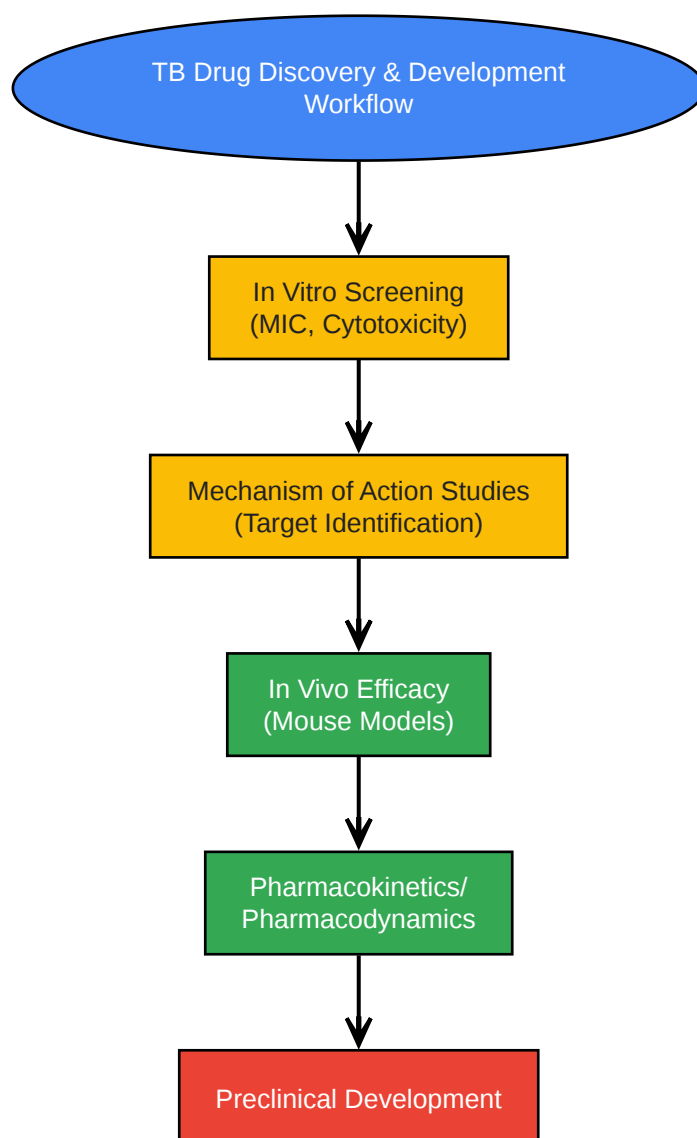 TB Drug Discovery & Development
Workflow
In Vitro Screening
(MIC, Cytotoxicity)
Mechanism of Action Studies
(Target Identification)
In Vivo Efficacy
(Mouse Models)
Pharmacokinetics/
Pharmacodynamics
Preclinical Development